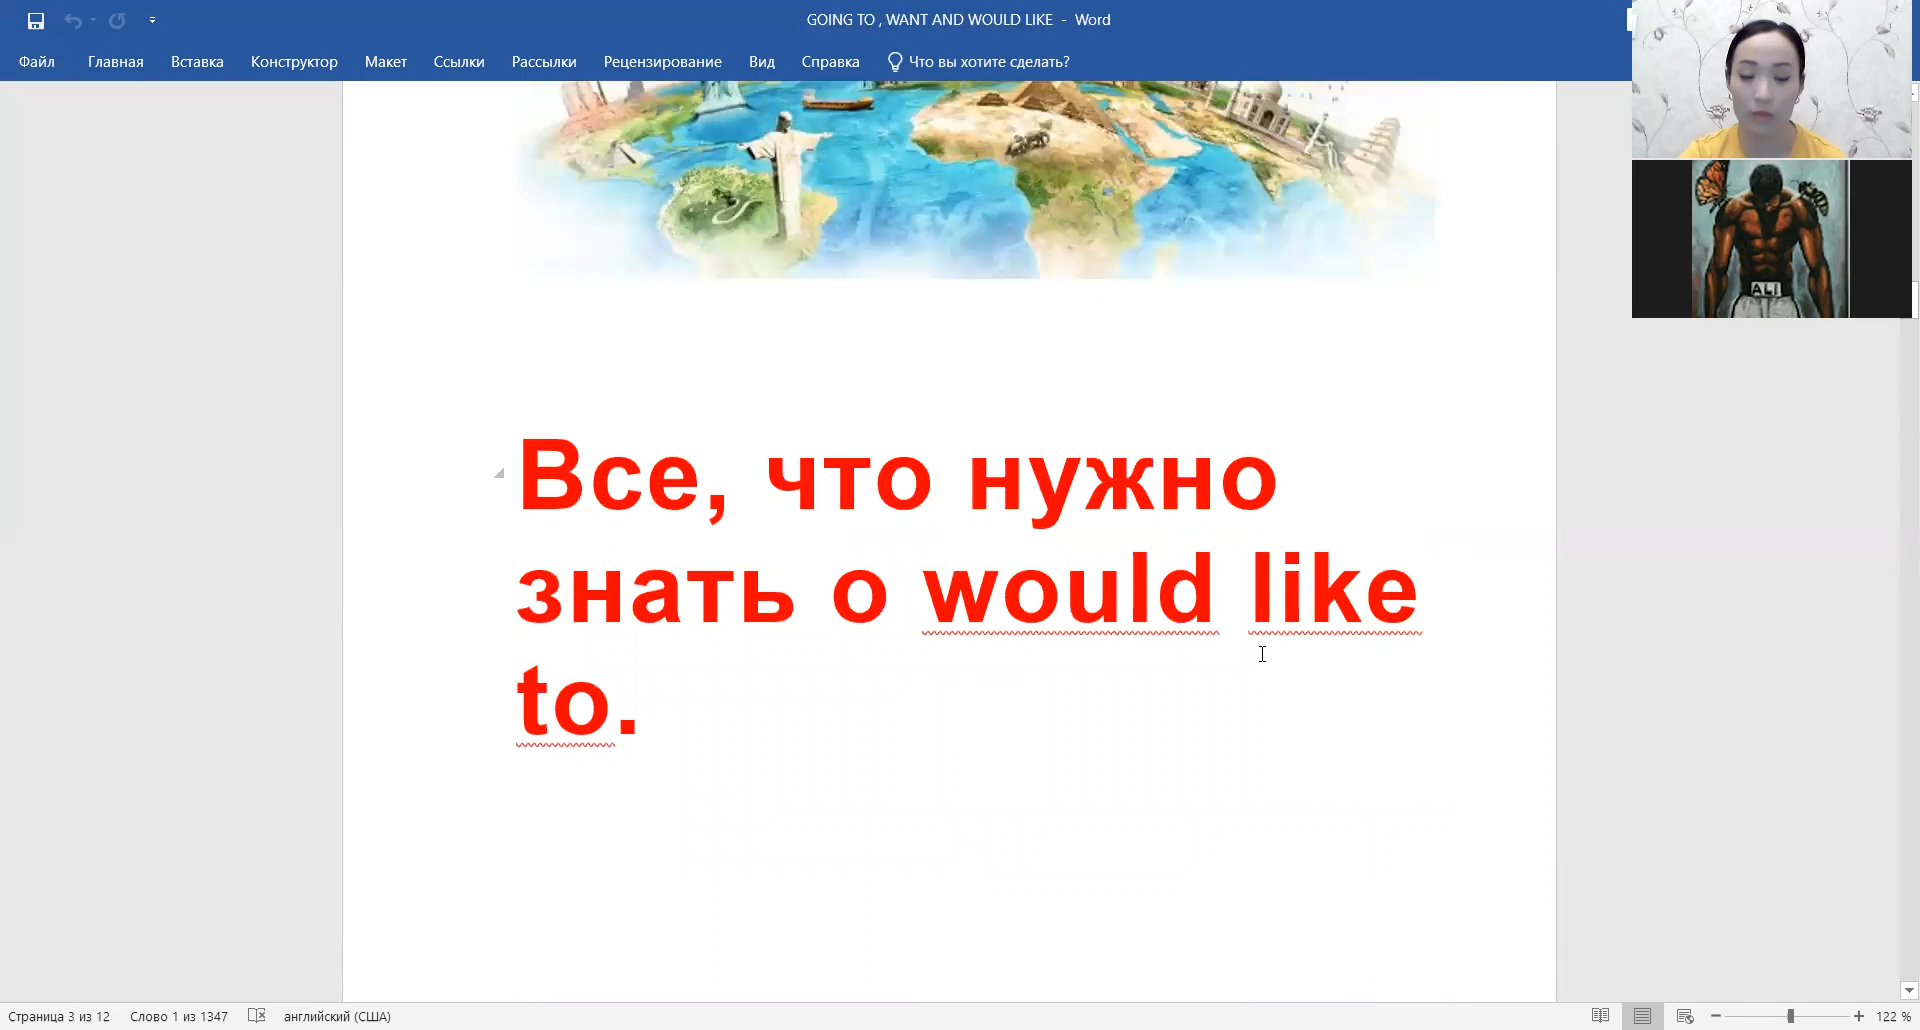 GOING TO , WANT AND WOULD LIKE - Word
Файл Главная Вставка Конструктор Макет Ссылки Рассылки Рецензирование Вид Справка Что вы хотите сделать?
ALI
Все, что нужно
знать о would like
to.
Страница 3 из 12 Слово 1 из 1347 английский (США) 122 %